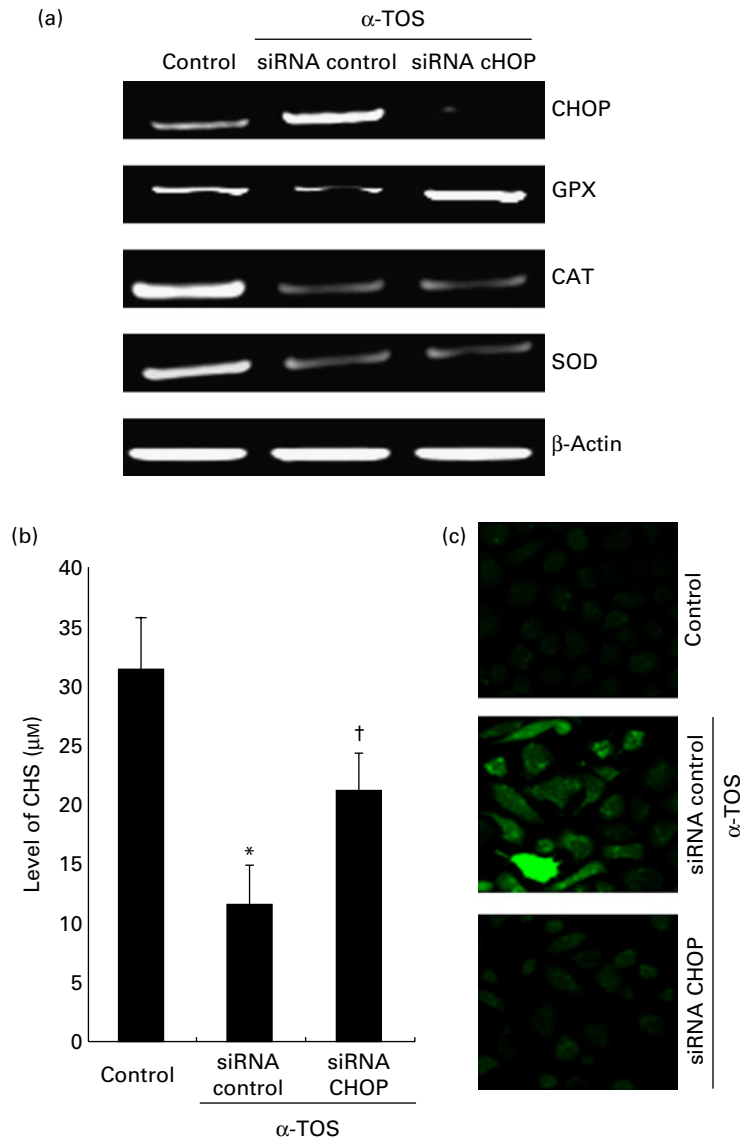 (a)
α-TOS
Control siRNA control siRNA cHOP
CHOP
GPX
CAT
SOD
β-Actin
(b)
Level of CHS (μM)
40
35
30
25
20
15
10
5
0
*
†
Control
siRNA control
siRNA CHOP
α-TOS
(c)
Control
siRNA control
siRNA CHOP
α-TOS